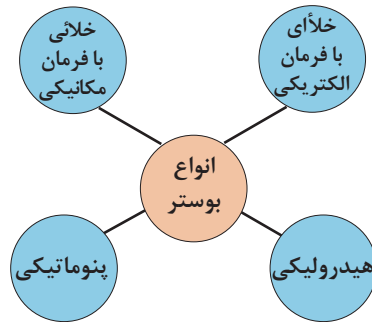 خلأای
با فرمان
الکتریکی
خلائی
با فرمان
مکانیکی
انواع
بوستر
هیدرولیکی
پنوماتیکی